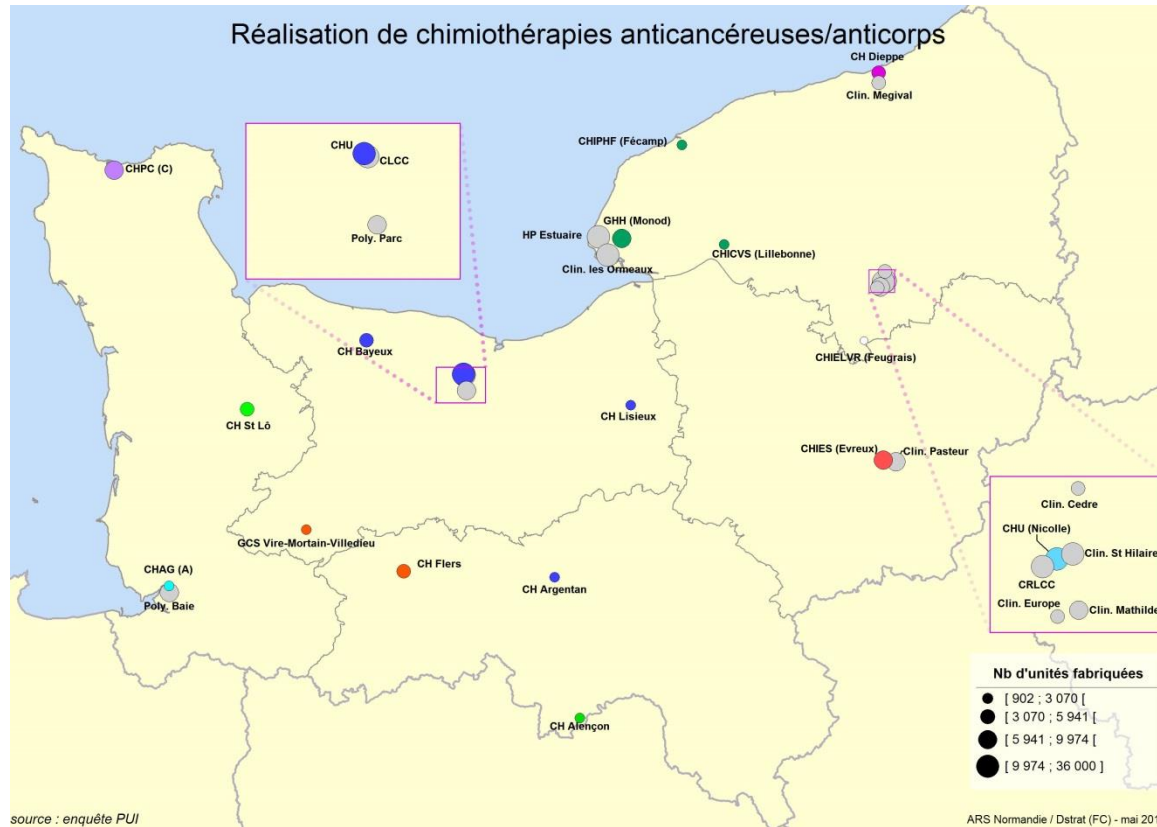 Réalisation de chimiothérapies anticancéreuses/anticorps
CH Dieppe
Clin. Megival
CHIPHF (Fécamp)
CHU
CLCC
Poly. Parc
CHPC (C)
GHH (Monod)
HP Estuaire
Clin. les Ormeaux
CHICVS (Lillebonne)
CH Bayeux
CHIELVR (Feugrais)
CH St Lô
CH Lisieux
CHIES (Evreux)
Clin. Pasteur
Clin. Cedre
CHU (Nicolle)
Clin. St Hilaire
CRLCC
Clin. Europe
Clin. Mathilde
GCS Vire-Mortain-Villedieu
CH Flers
CH Argentan
CHAG (A)
Poly. Baie
CH Alençon
Nb d'unités fabriquées
[ 902 ; 3 070 [
[ 3 070 ; 5 941 [
[ 5 941 ; 9 974 [
[ 9 974 ; 36 000 ]
source : enquête PUI
ARS Normandie / Dstrat (FC) - mai 201